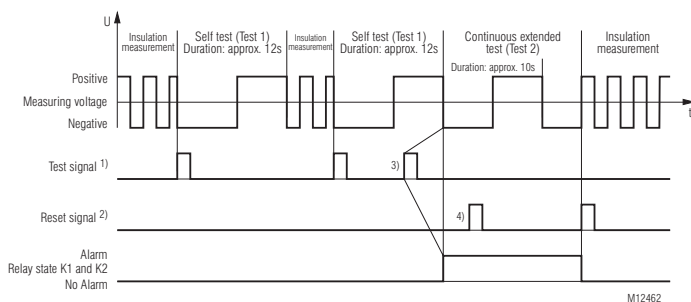 U
Insulation
measurement
Self test (Test 1)
Duration: approx. 12s
Insulation
measurement
Self test (Test 1)
Duration: approx. 12s
Continuous extended
test (Test 2)
Duration: approx. 10s
Insulation
measurement
Positive
Measuring voltage
Negative
t
Test signal 1)
3)
Reset signal 2)
4)
Alarm
Relay state K1 and K2
No Alarm
M12462